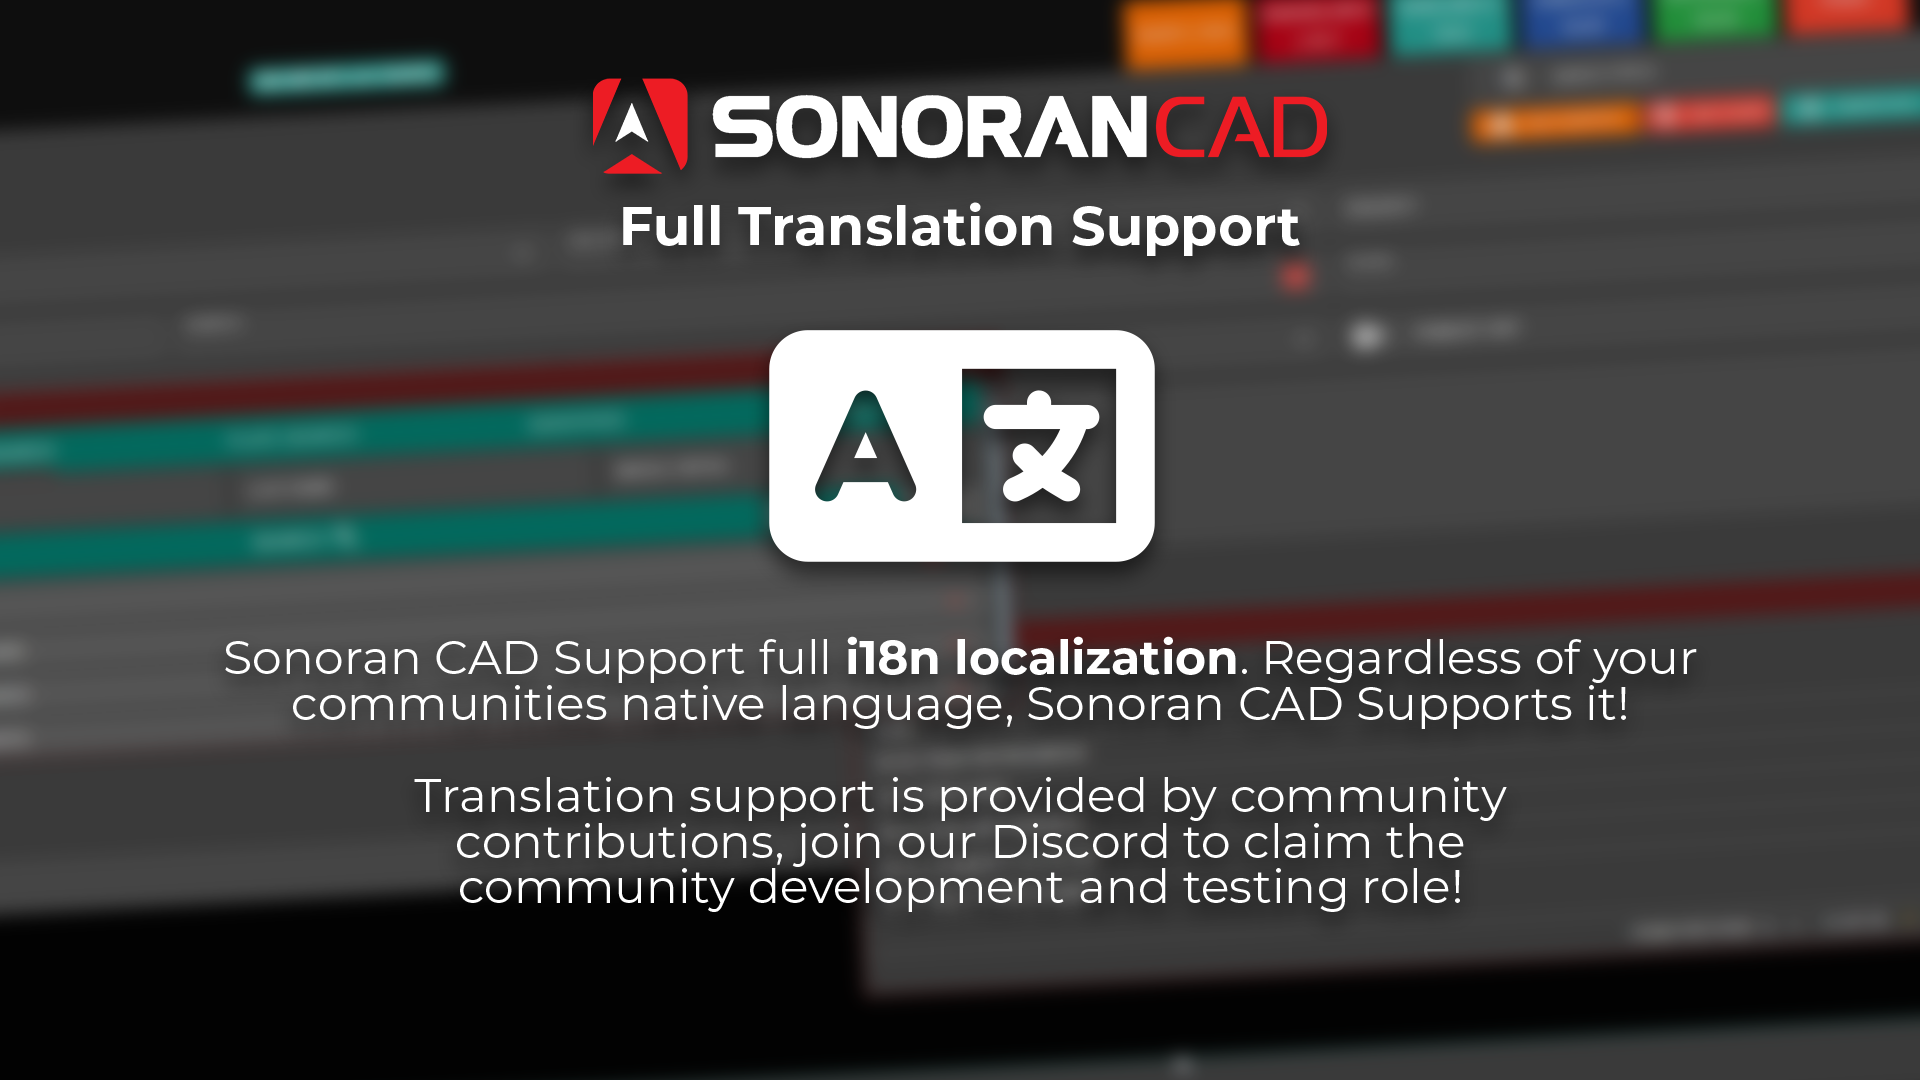 SONORANCAD
Full Translation Support
A 文
Sonoran CAD Support full i18n localization. Regardless of your
communities native language, Sonoran CAD Supports it!
Translation support is provided by community
contributions, join our Discord to claim the
community development and testing role!